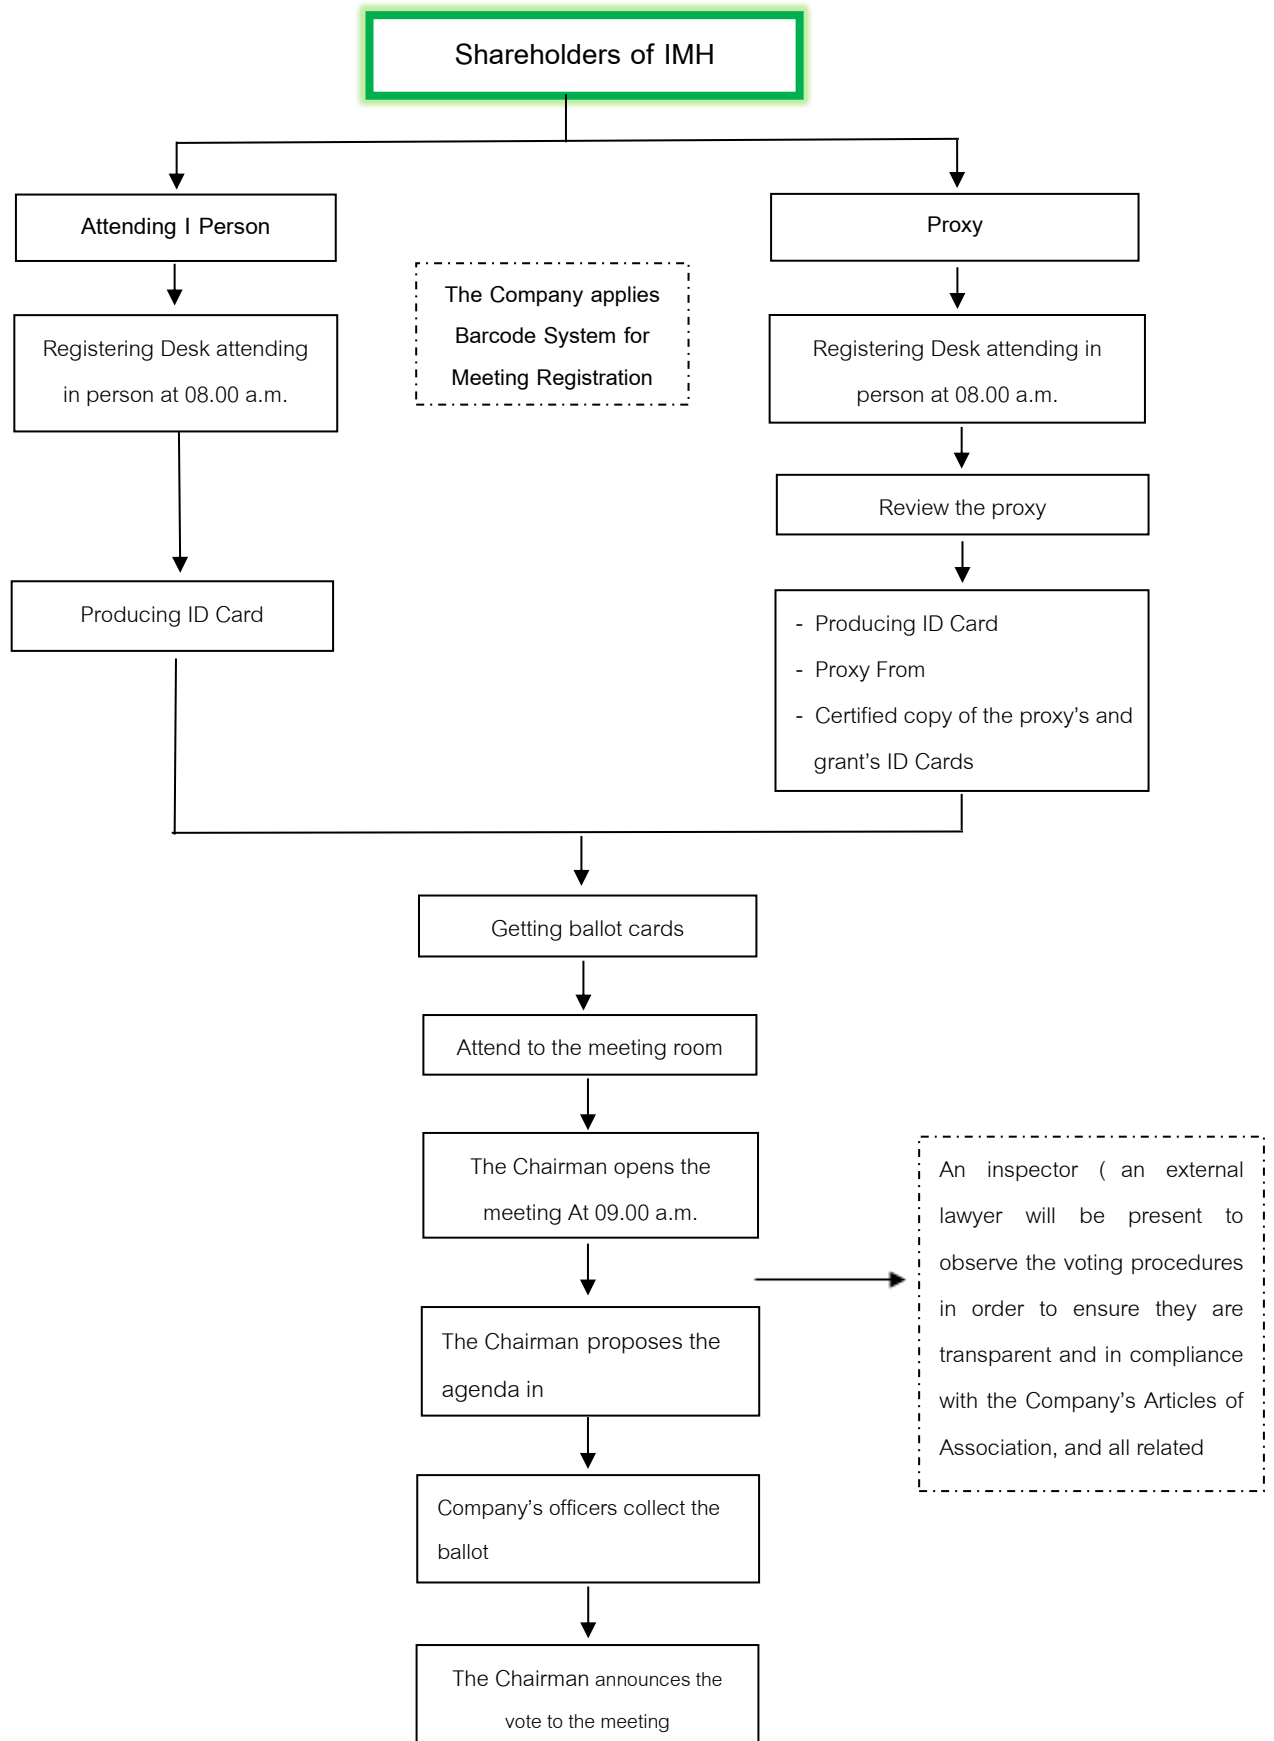 Shareholders of IMH
Attending I Person
Proxy
The Company applies
Barcode System for
Meeting Registration
Registering Desk attending
in person at 08.00 a.m.
Registering Desk attending in
person at 08.00 a.m.
Review the proxy
Producing ID Card
- Producing ID Card
- Proxy From
- Certified copy of the proxy’s and
grant’s ID Cards
Getting ballot cards
Attend to the meeting room
The Chairman opens the
meeting At 09.00 a.m.
An inspector ( an external
lawyer will be present to
observe the voting procedures
in order to ensure they are
transparent and in compliance
with the Company’s Articles of
Association, and all related
The Chairman proposes the
agenda in
Company’s officers collect the
ballot
The Chairman announces the
vote to the meeting